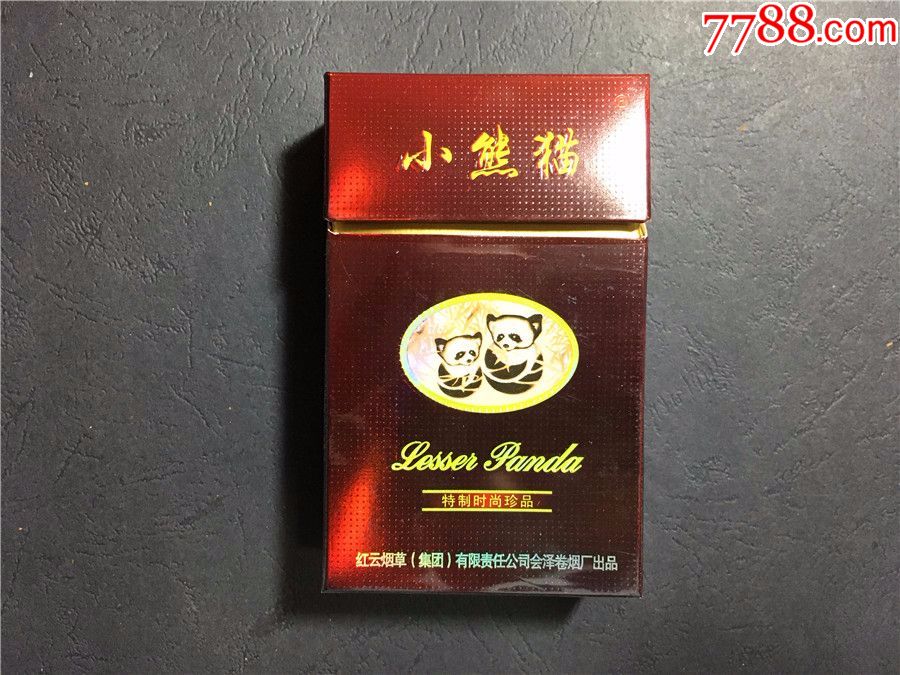 7788.com
小熊猫
Lesser Panda
特制时尚珍品
红云烟草(集团)有限责任公司会泽卷烟厂出品